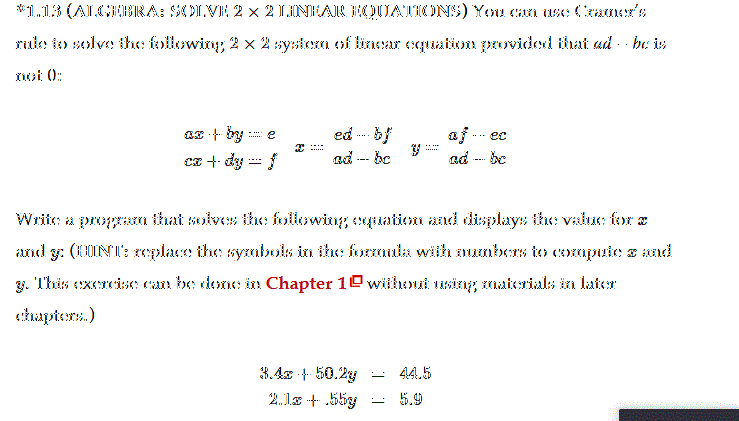 *1.13 (ALGEBRA: SOLVE 2 × 2 LINEAR EQUATIONS) You can use Cramer's
rule to solve the following 2 × 2 system of linear equation provided that ad − bc is
not 0:
ax + by = e
cx + dy = f
x = (ed − bf) / (ad − bc)
y = (af − ec) / (ad − bc)
Write a program that solves the following equation and displays the value for x
and y: (HINT: replace the symbols in the formula with numbers to compute x and
y. This exercise can be done in Chapter 1 without using materials in later
chapters.)
3.4x + 50.2y = 44.5
2.1x + .55y = 5.9